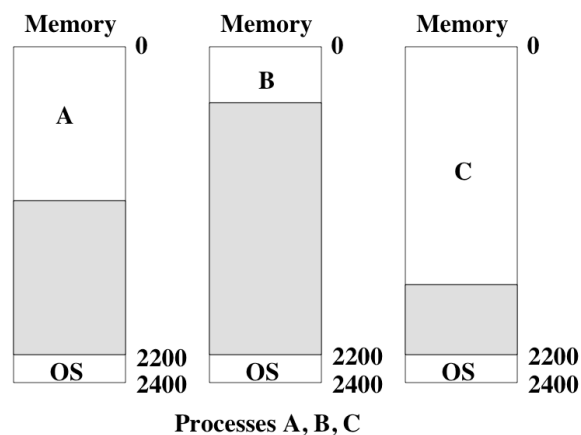 Memory Memory Memory
0 0 0
A B C
2200 2200 2200
OS OS OS
2400 2400 2400
Processes A, B, C